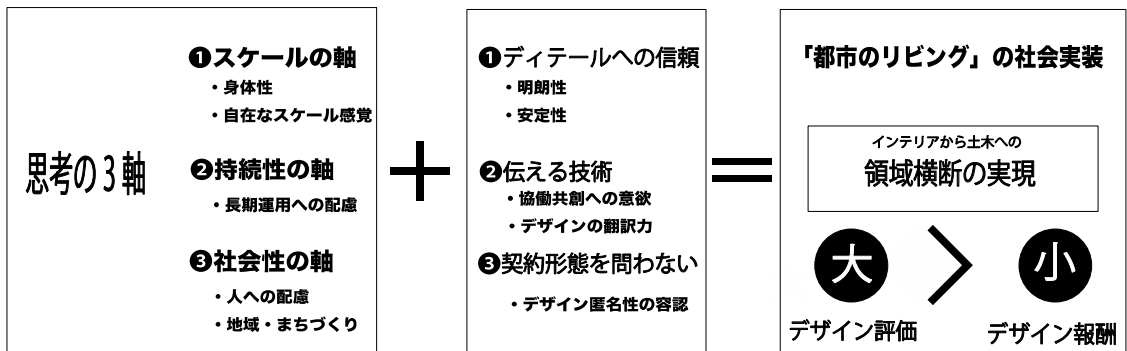 思考の3軸
❶スケールの軸
・身体性
・自在なスケール感覚
❷持続性の軸
・長期運用への配慮
❸社会性の軸
・人への配慮
・地域・まちづくり
+
❶ディテールへの信頼
・明朗性
・安定性
❷伝える技術
・協働共創への意欲
・デザインの翻訳力
❸契約形態を問わない
・デザイン匿名性の容認
=
「都市のリビング」の社会実装
インテリアから土木への
領域横断の実現
大 > 小
デザイン評価 デザイン報酬